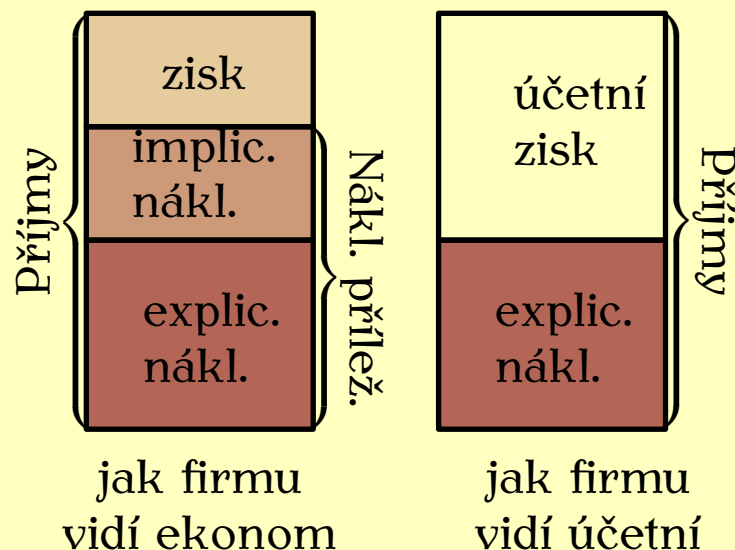 zisk
implic.
nákl.
explic.
nákl.
Příjmy
Nákl. přílež.
jak firmu
vidí ekonom
účetní
zisk
explic.
nákl.
Příjmy
jak firmu
vidí účetní